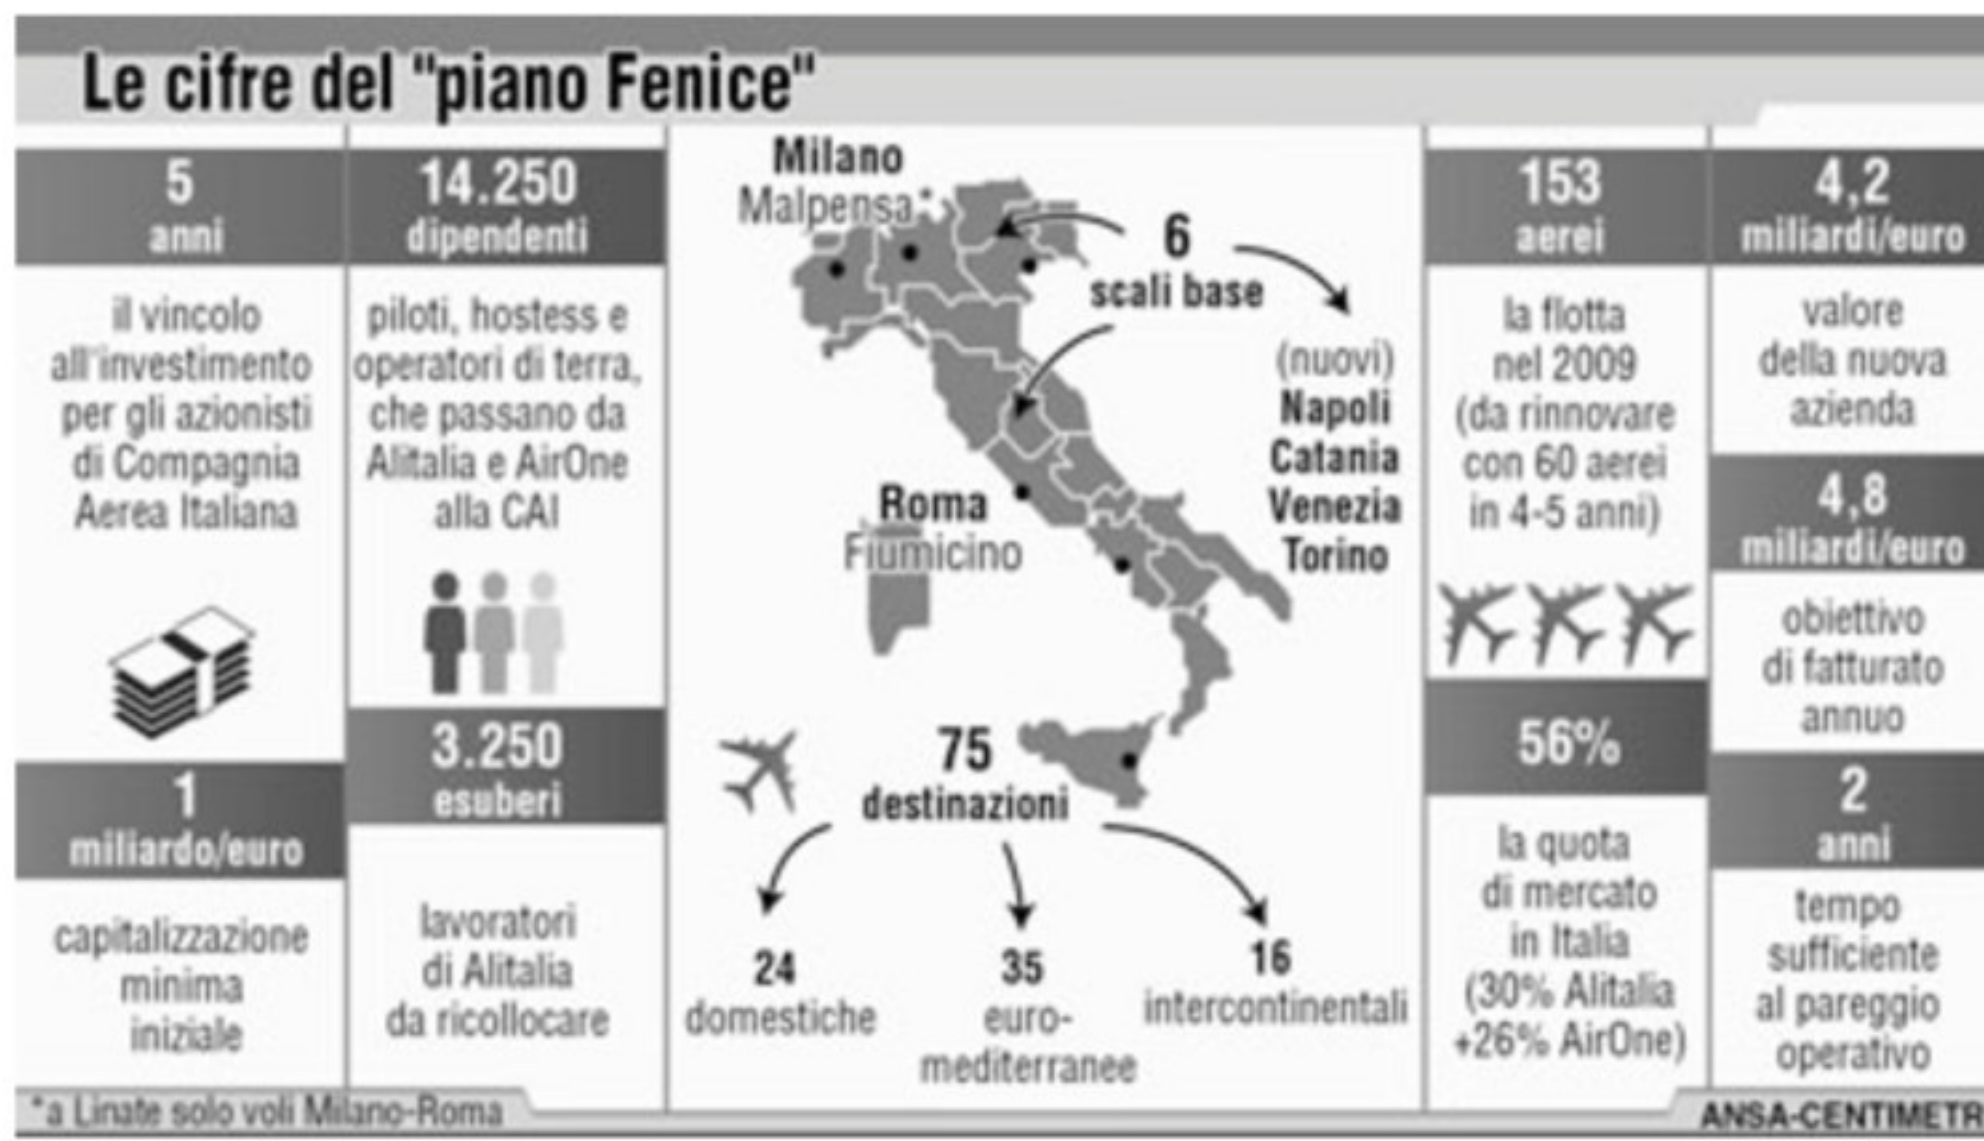 Le cifre del "piano Fenice"
5
anni
il vincolo
all'investimento
per gli azionisti
di Compagnia
Aerea Italiana
1
miliardo/euro
capitalizzazione
minima
iniziale
14.250
dipendenti
piloti, hostess e
operatori di terra,
che passano da
Alitalia e AirOne
alla CAI
3.250
esuberi
lavoratori
di Alitalia
da ricollocare
Milano
Malpensa*
6
scali base
(nuovi)
Napoli
Catania
Venezia
Torino
Roma
Fiumicino
75
destinazioni
24
domestiche
35
euro-
mediterranee
16
intercontinentali
153
aerei
la flotta
nel 2009
(da rinnovare
con 60 aerei
in 4-5 anni)
56%
la quota
di mercato
in Italia
(30% Alitalia
+26% AirOne)
4,2
miliardi/euro
valore
della nuova
azienda
4,8
miliardi/euro
obiettivo
di fatturato
annuo
2
anni
tempo
sufficiente
al pareggio
operativo
*a Linate solo voli Milano-Roma
ANSA-CENTIMETR